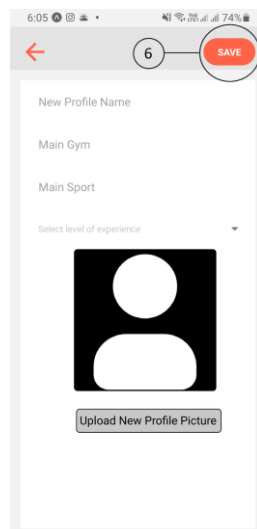 6:05 74%
6 SAVE
New Profile Name
Main Gym
Main Sport
Select level of experience
Upload New Profile Picture